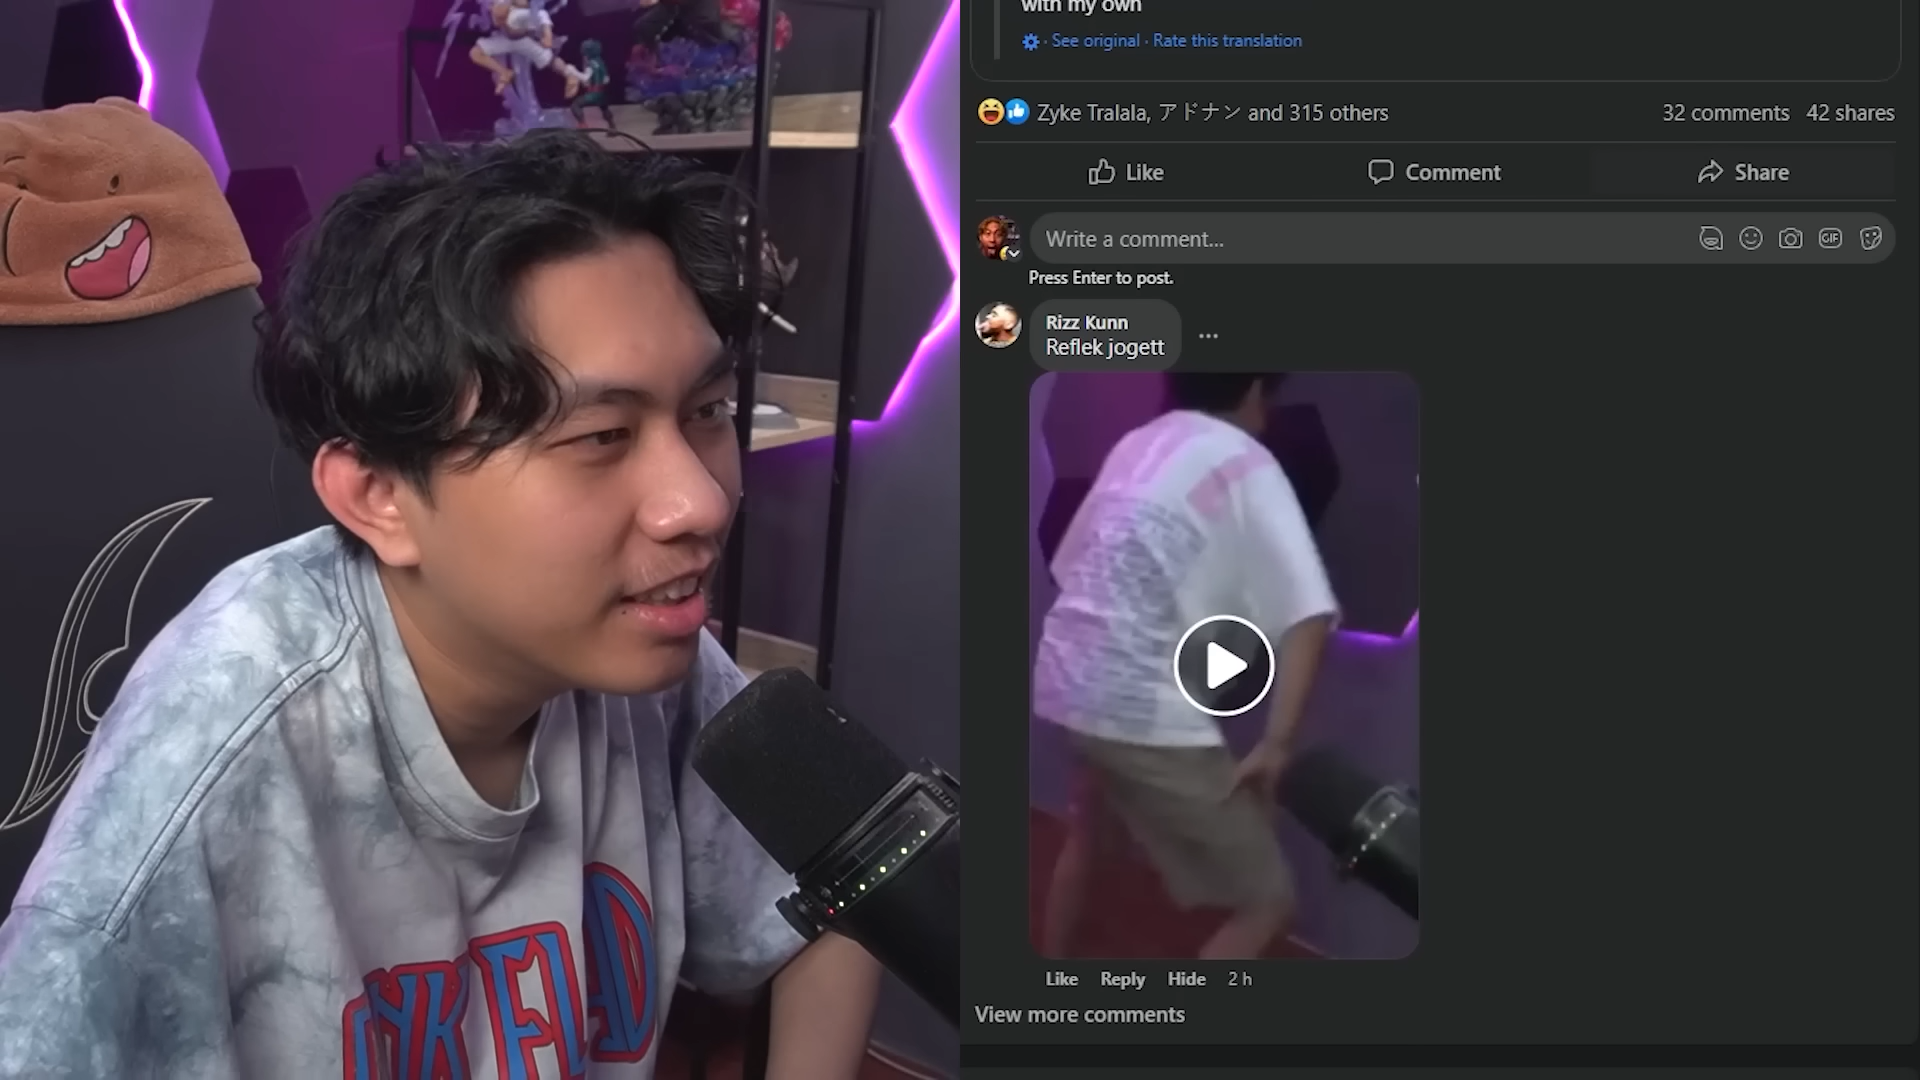 with my own
· See original · Rate this translation
Zyke Tralala, アドナン and 315 others
32 comments 42 shares
Like
Comment
Share
Write a comment...
GIF
Press Enter to post.
Rizz Kunn
Reflek jogett
Like Reply Hide 2 h
View more comments